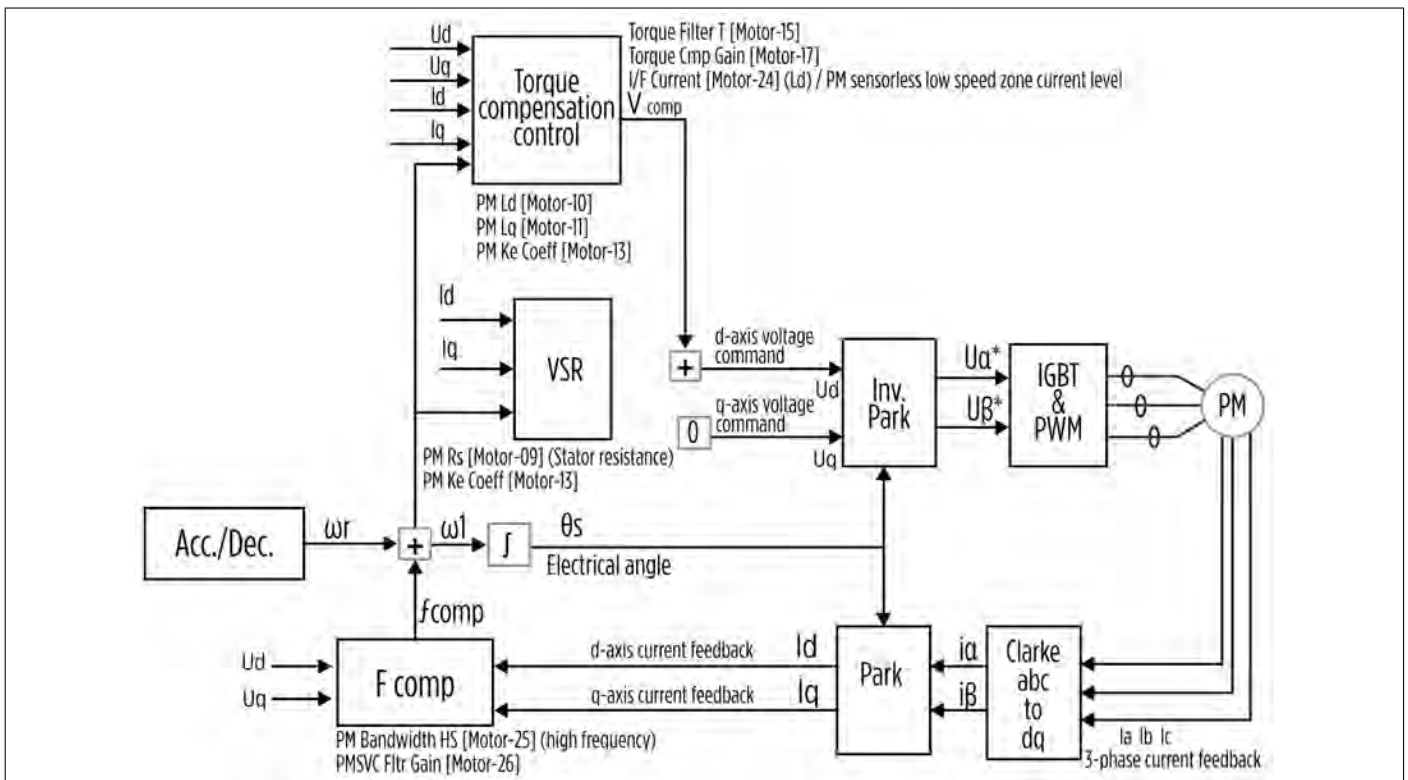 Ud
Uq
Id
Iq
Torque
compensation
control
Torque Filter T [Motor-15]
Torque Cmp Gain [Motor-17]
I/F Current [Motor-24] (Ld) / PM sensorless low speed zone current level
V comp
PM Ld [Motor-10]
PM Lq [Motor-11]
PM Ke Coeff [Motor-13]
Id
Iq
VSR
PM Rs [Motor-09] (Stator resistance)
PM Ke Coeff [Motor-13]
+
d-axis voltage
command
Ud
0
q-axis voltage
command
Uq
Inv.
Park
Uα*
Uβ*
IGBT
&
PWM
PM
Acc./Dec.
ωr
+
ω1
∫
θs
Electrical angle
fcomp
Ud
Uq
F comp
PM Bandwidth HS [Motor-25] (high frequency)
PMSVC Fltr Gain [Motor-26]
d-axis current feedback
Id
q-axis current feedback
Iq
Park
iα
iβ
Clarke
abc
to
dq
Ia Ib Ic
3-phase current feedback